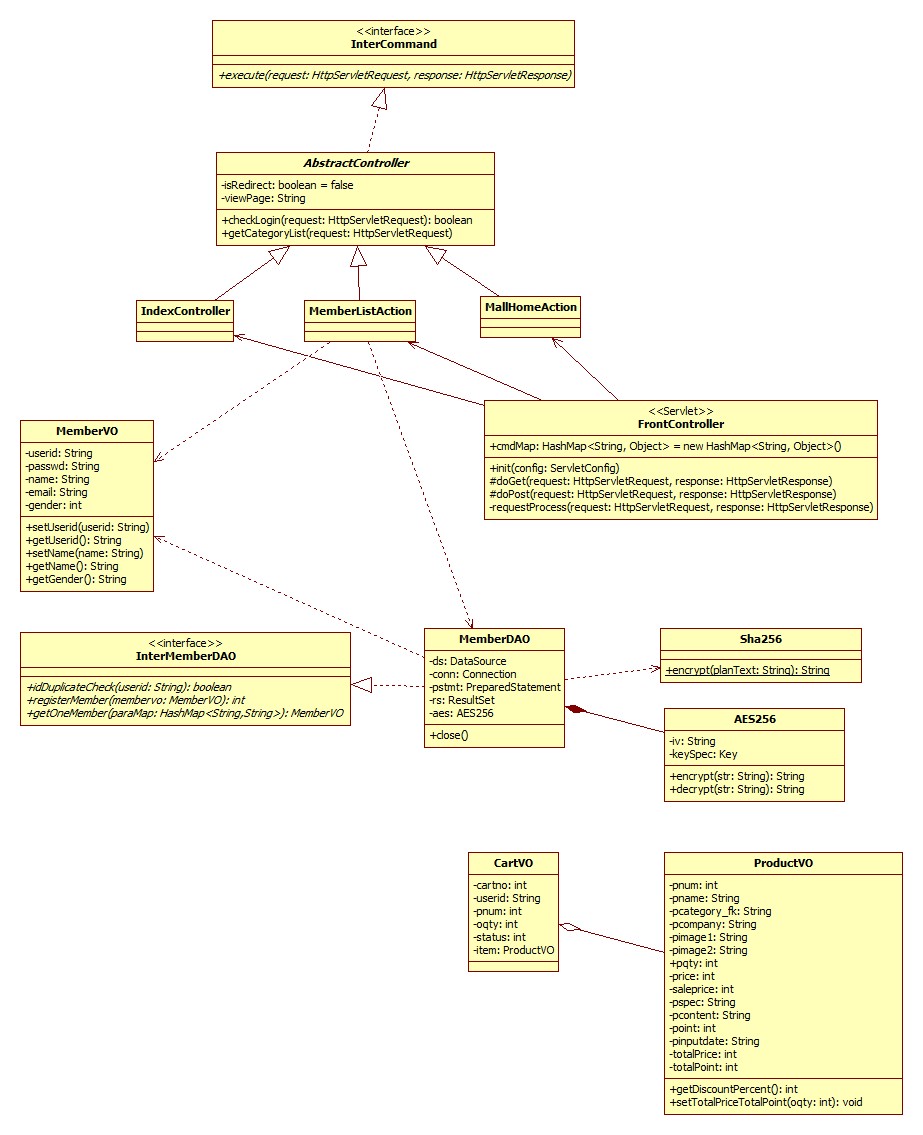 <<interface>>
InterCommand
+execute(request: HttpServletRequest, response: HttpServletResponse)
AbstractController
-isRedirect: boolean = false
-viewPage: String
+checkLogin(request: HttpServletRequest): boolean
+getCategoryList(request: HttpServletRequest)
IndexController
MemberListAction
MallHomeAction
<<Servlet>>
FrontController
+cmdMap: HashMap<String, Object> = new HashMap<String, Object>()
+init(config: ServletConfig)
#doGet(request: HttpServletRequest, response: HttpServletResponse)
#doPost(request: HttpServletRequest, response: HttpServletResponse)
-requestProcess(request: HttpServletRequest, response: HttpServletResponse)
MemberVO
-userid: String
-passwd: String
-name: String
-email: String
-gender: int
+setUserid(userid: String)
+getUserid(): String
+setName(name: String)
+getName(): String
+getGender(): String
<<interface>>
InterMemberDAO
+idDuplicateCheck(userid: String): boolean
+registerMember(membervo: MemberVO): int
+getOneMember(paraMap: HashMap<String,String>): MemberVO
MemberDAO
-ds: DataSource
-conn: Connection
-pstmt: PreparedStatement
-rs: ResultSet
-aes: AES256
+close()
Sha256
+encrypt(planText: String): String
AES256
-iv: String
-keySpec: Key
+encrypt(str: String): String
+decrypt(str: String): String
CartVO
-cartno: int
-userid: String
-pnum: int
-oqty: int
-status: int
-item: ProductVO
ProductVO
-pnum: int
-pname: String
-pcategory_fk: String
-pcompany: String
-pimage1: String
-pimage2: String
+pqty: int
-price: int
-saleprice: int
-pspec: String
-pcontent: String
-point: int
-pinputdate: String
-totalPrice: int
-totalPoint: int
+getDiscountPercent(): int
+setTotalPriceTotalPoint(oqty: int): void